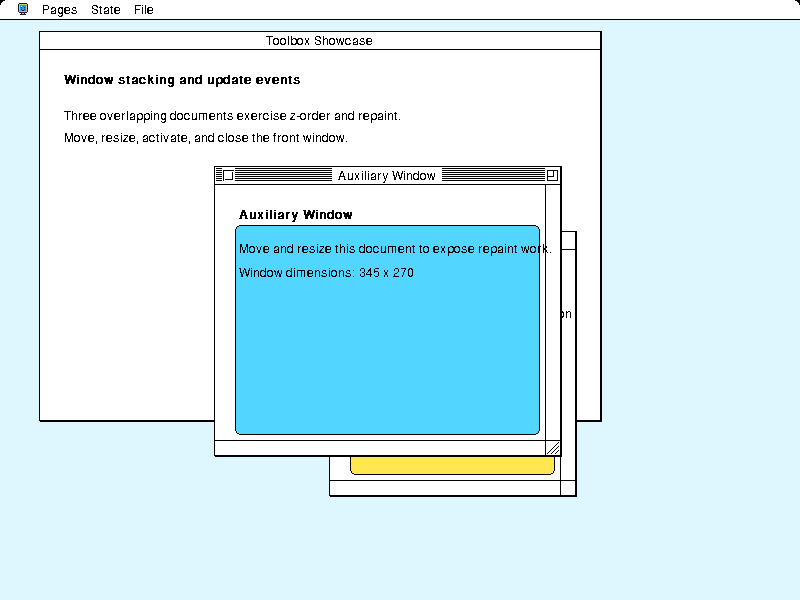 Pages State File
Toolbox Showcase
Window stacking and update events
Three overlapping documents exercise z-order and repaint.
Move, resize, activate, and close the front window.
Auxiliary Window
Auxiliary Window
Move and resize this document to expose repaint work.
Window dimensions: 345 x 270
on